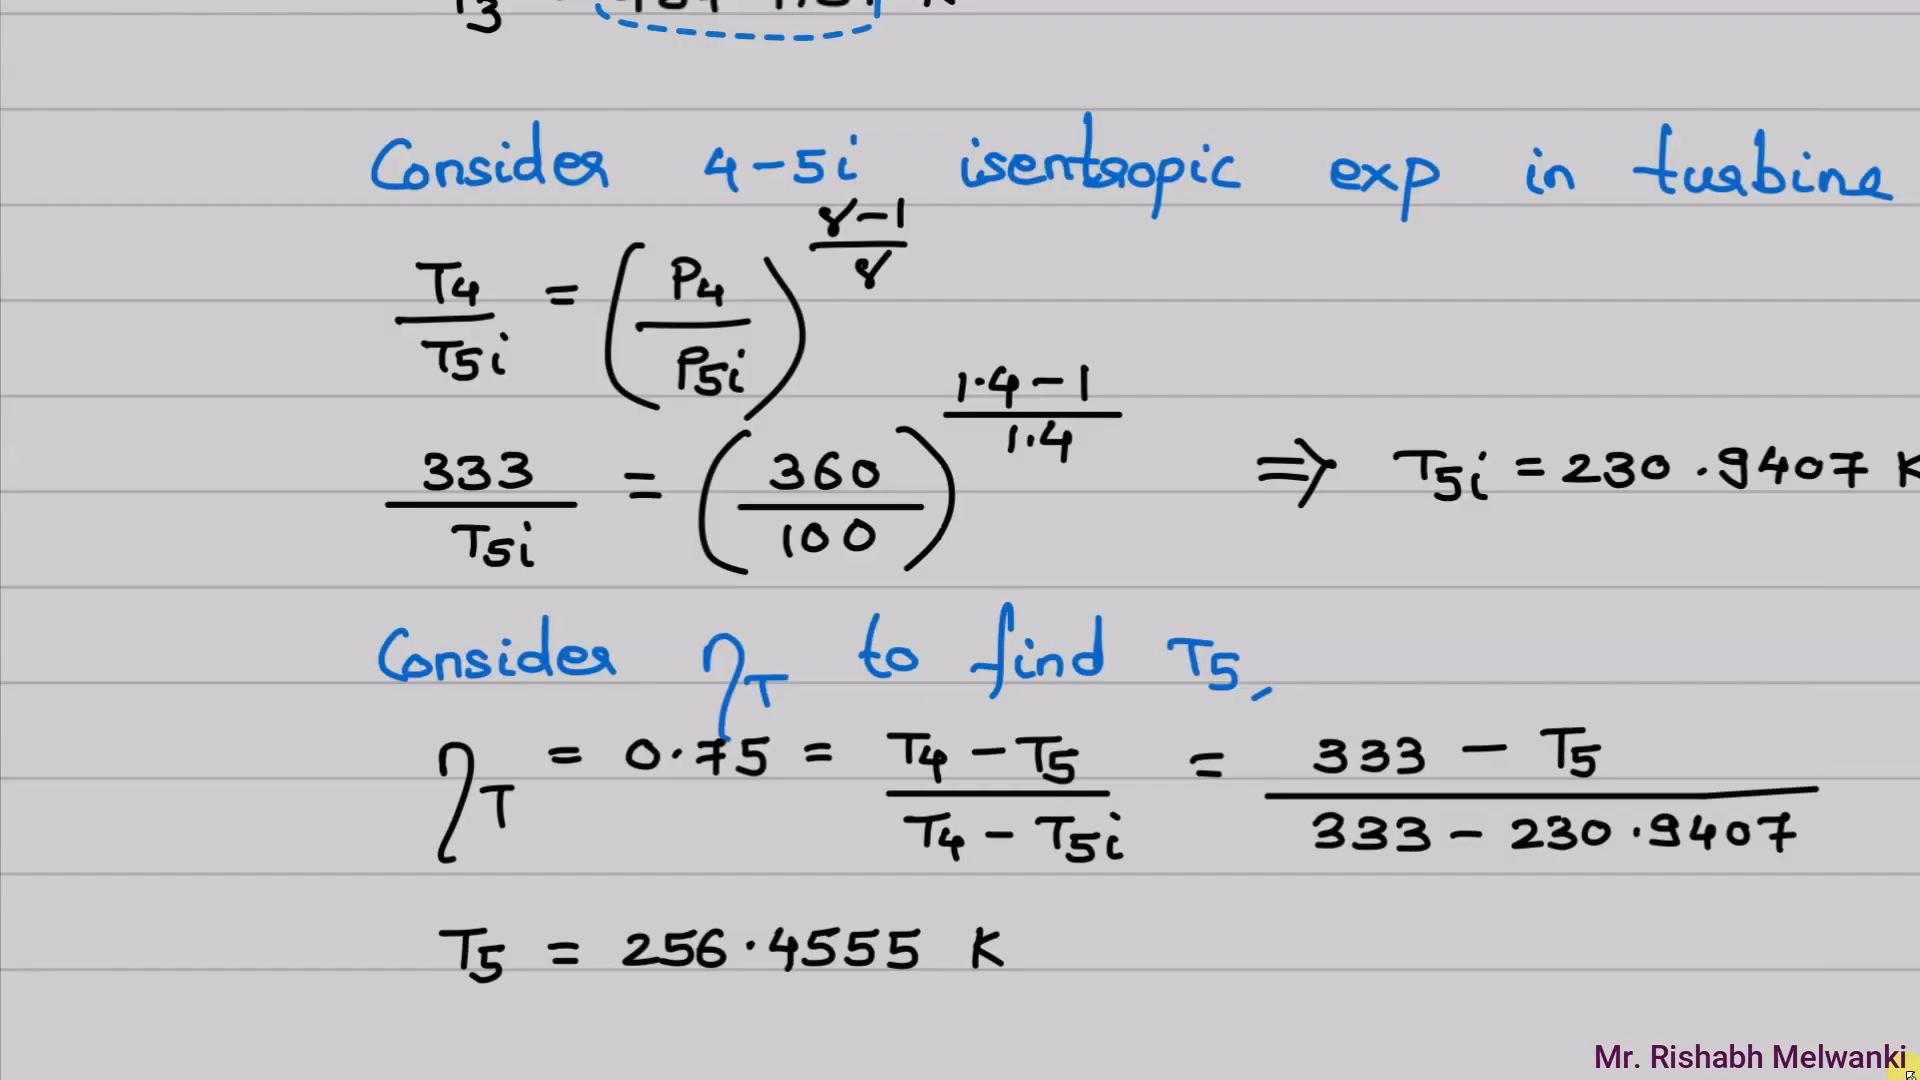 T3
K
Consider 4-5i isentropic exp in turbine
T4/T5i = (P4/P5i)^((γ-1)/γ)
333/T5i = (360/100)^((1.4-1)/1.4) ⇒ T5i = 230.9407 K
Consider ηT to find T5,
ηT = 0.75 = (T4-T5)/(T4-T5i) = (333-T5)/(333-230.9407)
T5 = 256.4555 K
Mr. Rishabh Melwanki